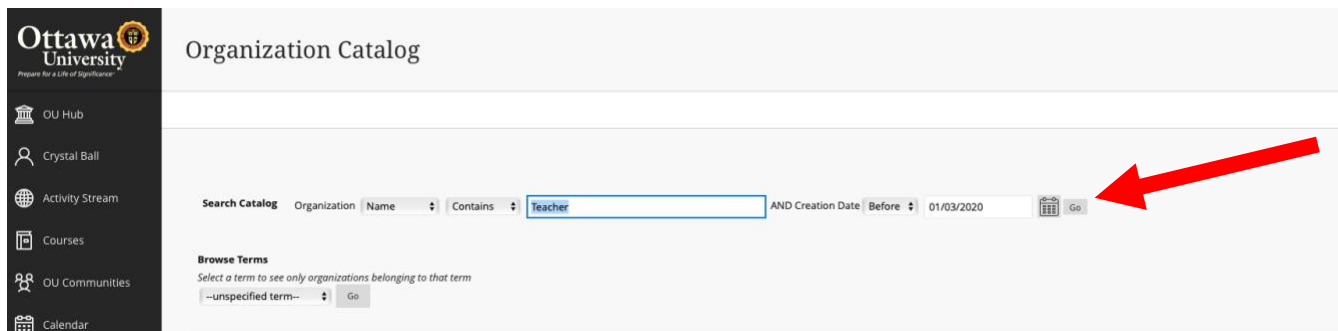 Ottawa
University
Prepare for a Life of Significance
Organization Catalog
OU Hub
Crystal Ball
Activity Stream
Courses
OU Communities
Calendar
Search Catalog Organization Name Contains Teacher AND Creation Date Before 01/03/2020 Go
Browse Terms
Select a term to see only organizations belonging to that term
--unspecified term-- Go